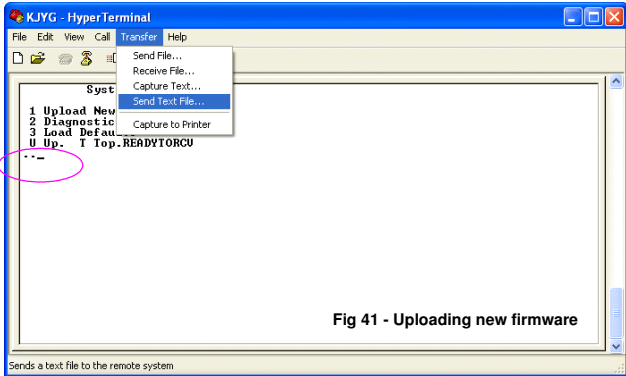 KJYG - HyperTerminal
File Edit View Call Transfer Help
Send File...
Receive File...
Capture Text...
Send Text File...
Capture to Printer
Syst
1 Upload New
2 Diagnostic
3 Load Defau
U Up. T Top.READYTORCV
··_
Fig 41 - Uploading new firmware
Sends a text file to the remote system